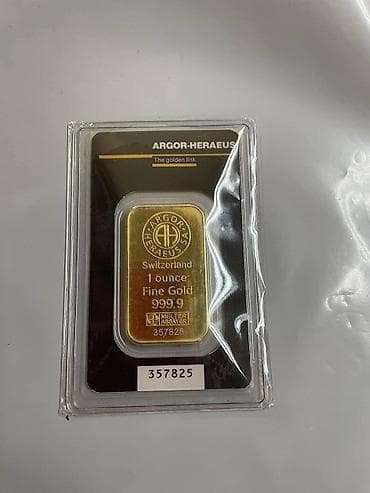 ARGOR-HERAEUS
The golden link
ARGOR
HERAEUS SA
AH
Switzerland
1 ounce
Fine Gold
999.9
MELTER
ASSAYER
357825
357825